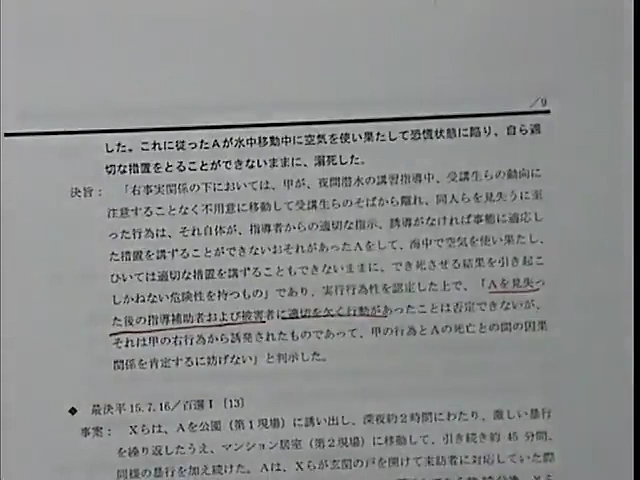 /9
した。これに従ったAが水中移動中に空気を使い果たして恐慌状態に陥り、自ら適
切な措置をとることができないままに、溺死した。
決旨： 「右事実関係の下においては、甲が、夜間潜水の講習指導中、受講生らの動向に
注意することなく不用意に移動して受講生らのそばから離れ、同人らを見失うに至
った行為は、それ自体が、指導者からの適切な指示、誘導がなければ事態に適応し
た措置を講ずることができないおそれがあったAをして、海中で空気を使い果たし、
ひいては適切な措置を講ずることもできないままに、でき死させる結果を引き起こ
しかねない危険性を持つもの」であり、実行行為性を認定した上で、「Aを見失っ
た後の指導補助者および被害者に適切を欠く行動があったことは否定できないが、
それは甲の右行為から誘発されたものであって、甲の行為とAの死亡との間の因果
関係を肯定するに妨げない」と判示した。
◆ 最決平 15.7.16／百選Ⅰ [13]
事案： Xらは、Aを公園（第１現場）に誘い出し、深夜約２時間にわたり、激しい暴行
を繰り返したうえ、マンション居室（第２現場）に移動して、引き続き約 45 分間、
同様の暴行を加え続けた。Aは、Xらが玄関の戸を開けて来訪者に対応していた際